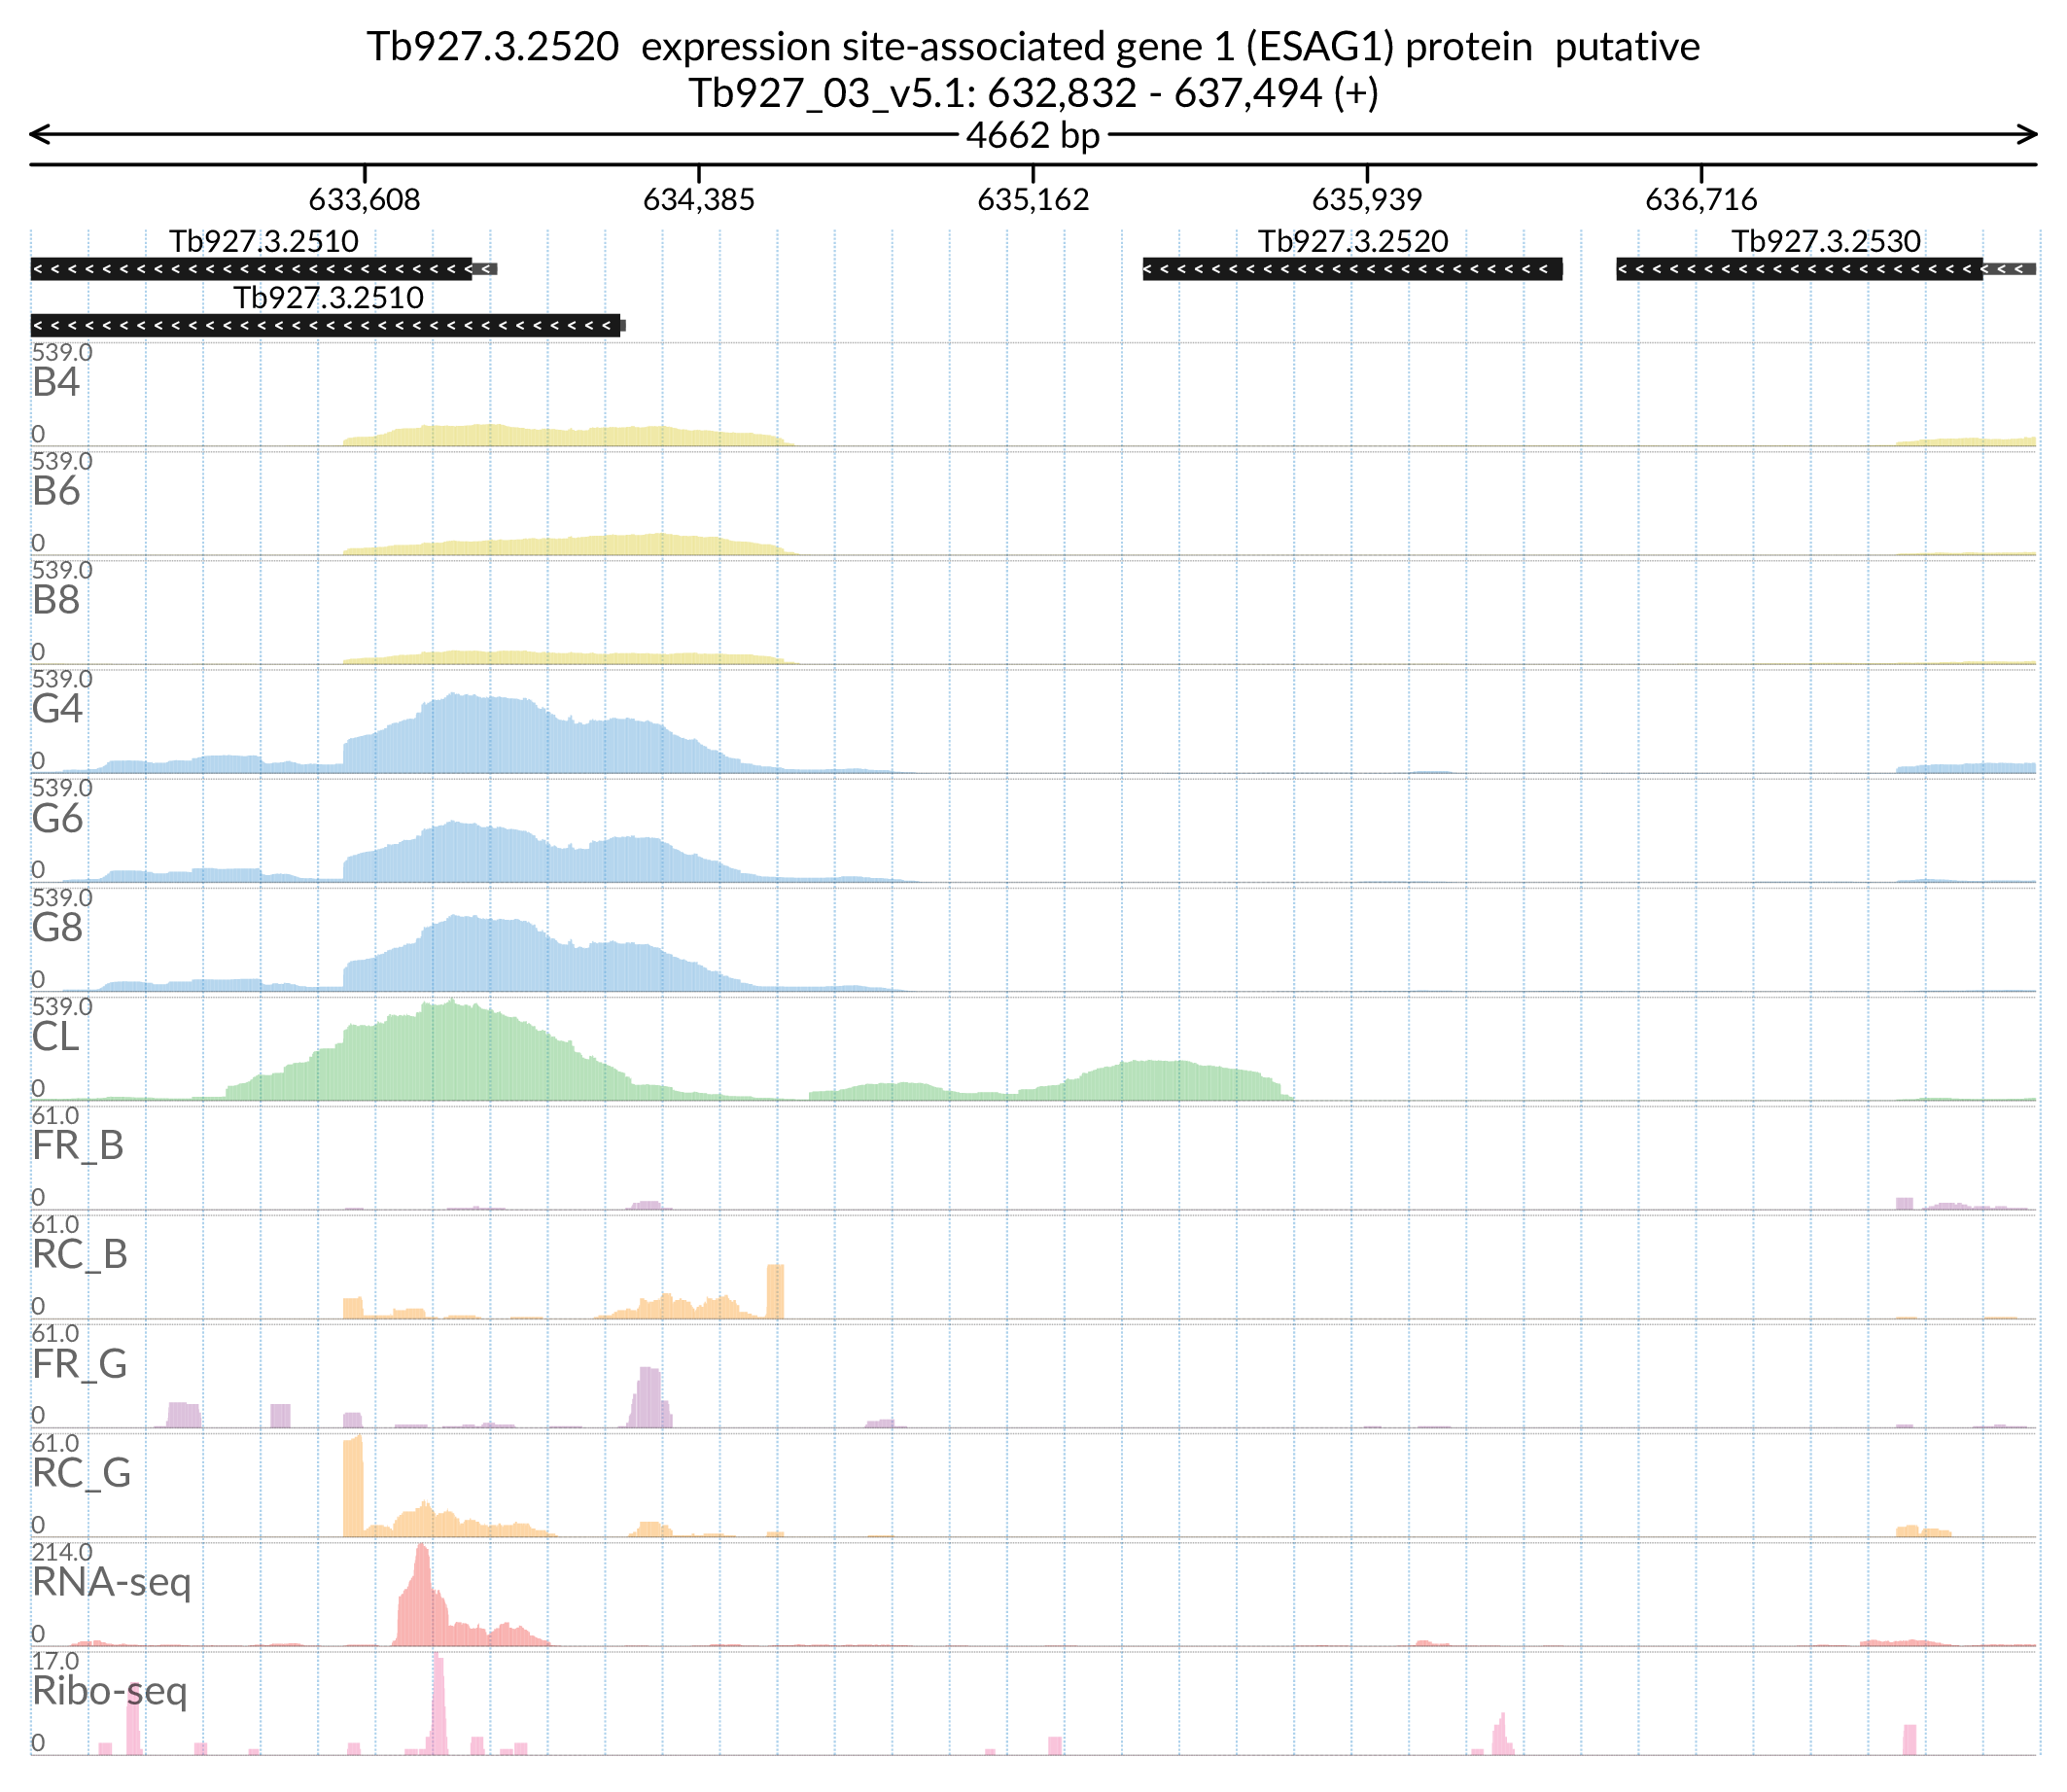 Tb927.3.2520  expression site-associated gene 1 (ESAG1) protein  putative
Tb927_03_v5.1: 632,832 - 637,494 (+)
4662 bp
633,608 634,385 635,162 635,939 636,716
Tb927.3.2510 Tb927.3.2520 Tb927.3.2530
Tb927.3.2510
539.0
B4
0
539.0
B6
0
539.0
B8
0
539.0
G4
0
539.0
G6
0
539.0
G8
0
539.0
CL
0
61.0
FR_B
0
61.0
RC_B
0
61.0
FR_G
0
61.0
RC_G
0
214.0
RNA-seq
0
17.0
Ribo-seq
0